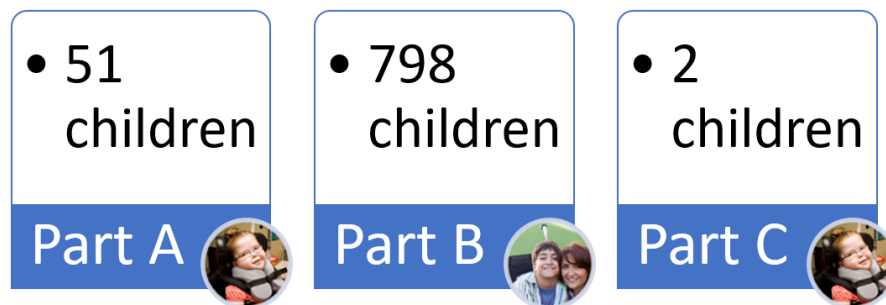 • 51
children
Part A
• 798
children
Part B
• 2
children
Part C